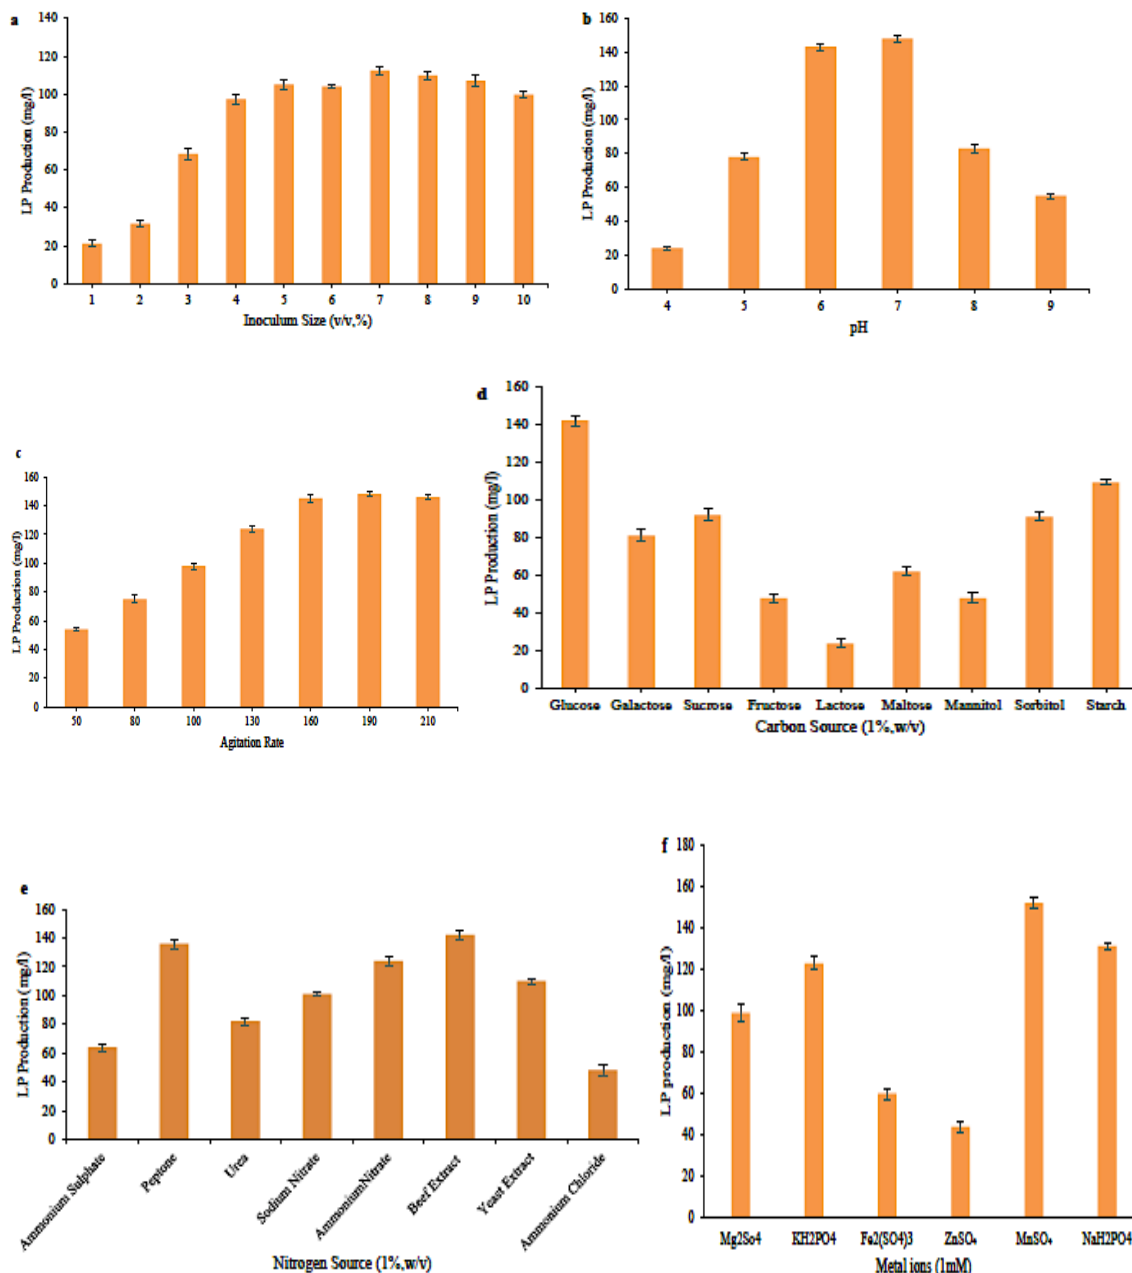 a
LP Production (mg/l)
140
120
100
80
60
40
20
0
1 2 3 4 5 6 7 8 9 10
Inoculum Size (v/v,%)
b
LP Production (mg/l)
160
140
120
100
80
60
40
20
0
4 5 6 7 8 9
pH
c
LP Production (mg/l)
160
140
120
100
80
60
40
20
0
50 80 100 130 160 190 210
Agitation Rate
d
LP Production (mg/l)
160
140
120
100
80
60
40
20
0
Glucose Galactose Sucrose Fructose Lactose Maltose Mannitol Sorbitol Starch
Carbon Source (1%,w/v)
e
LP Production (mg/l)
160
140
120
100
80
60
40
20
0
Ammonium Sulphate
Peptone
Urea
Sodium Nitrate
AmmoniumNitrate
Beef Extract
Yeast Extract
Ammonium Chloride
Nitrogen Source (1%,w/v)
f
LP production (mg/l)
180
160
140
120
100
80
60
40
20
0
Mg2So4 KH2PO4 Fe2(SO4)3 ZnSO₄ MnSO₄ NaH2PO4
Metal ions (1mM)